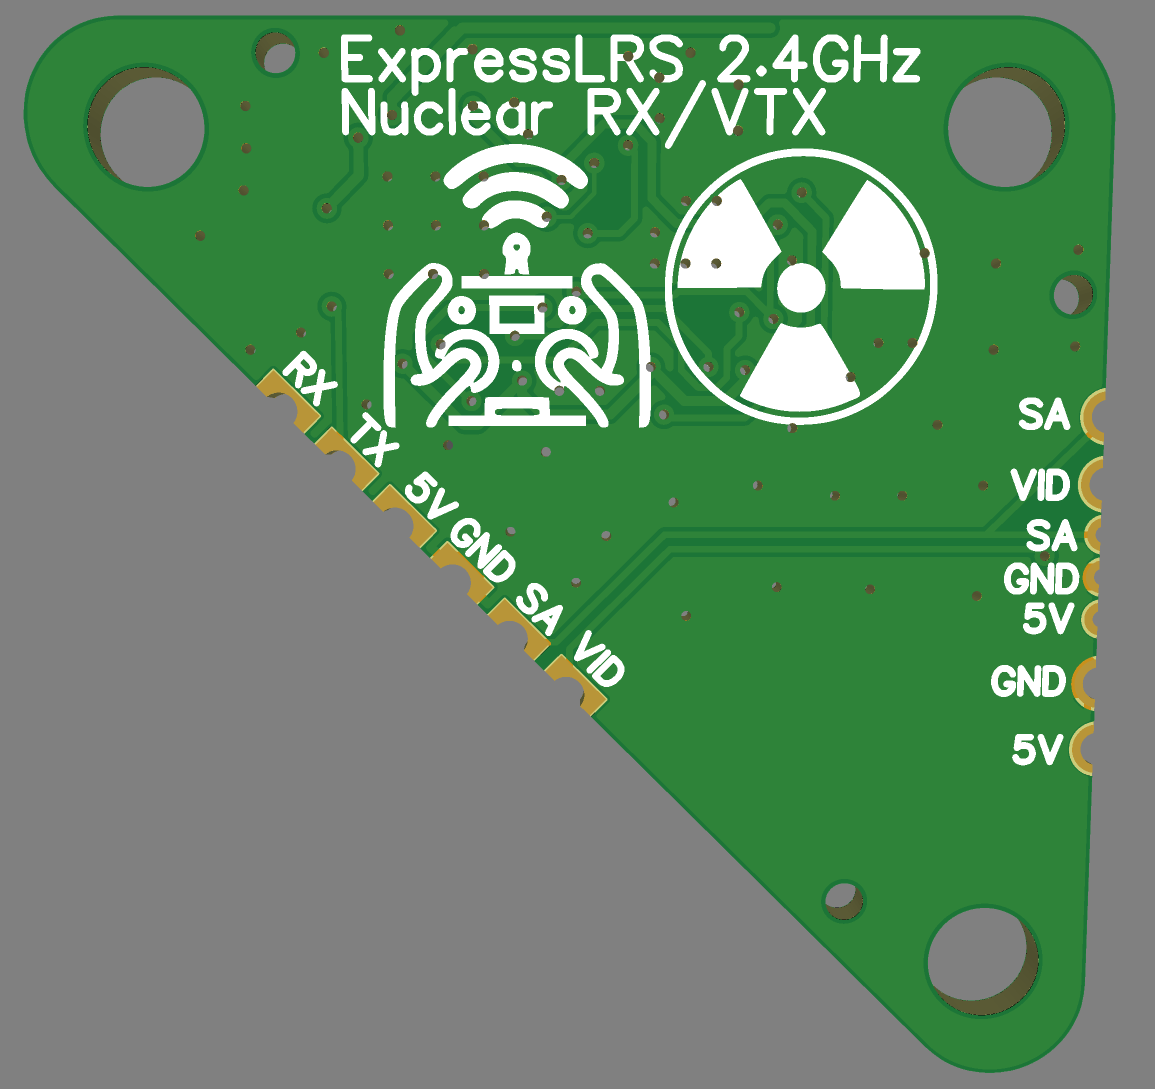 ExpressLRS 2.4GHz
Nuclear RX/VTX
RX
TX
5V
GND
SA
VID
SA
VID
SA
GND
5V
GND
5V